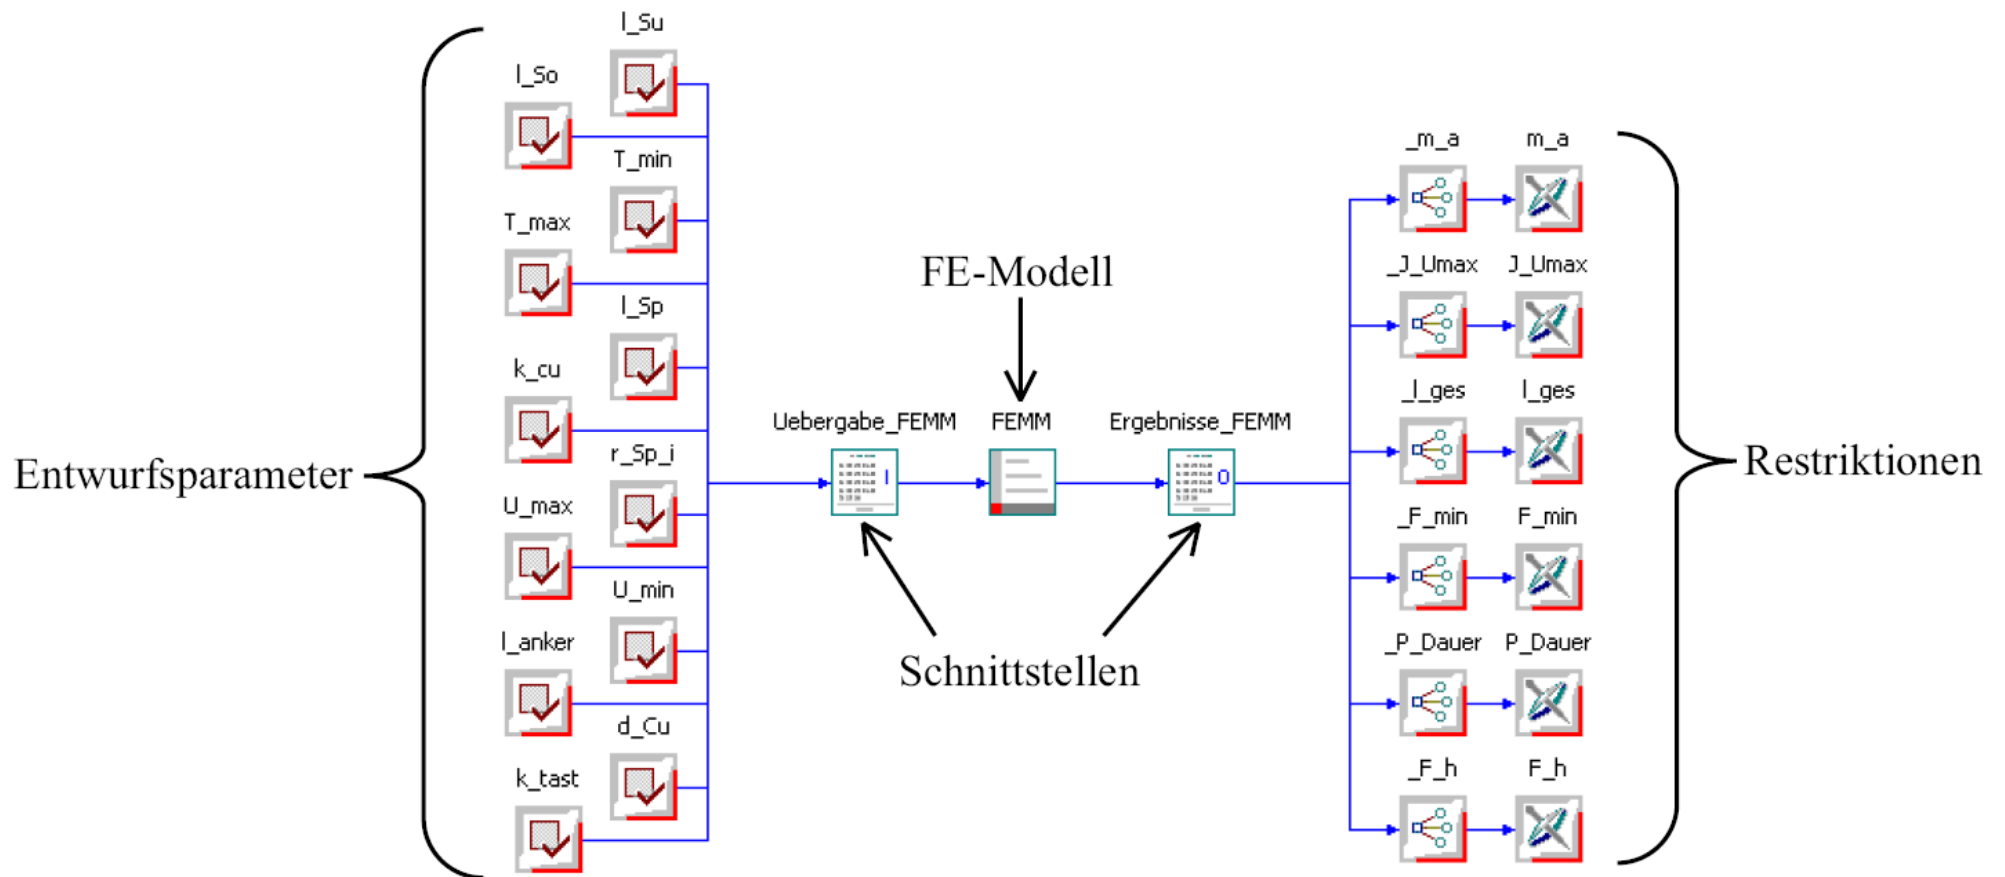 l_Su
l_So
T_min
T_max
l_Sp
k_cu
r_Sp_i
U_max
U_min
l_anker
d_Cu
k_tast
Entwurfsparameter
FE-Modell
Uebergabe_FEMM
FEMM
Ergebnisse_FEMM
I
O
Schnittstellen
_m_a m_a
_J_Umax J_Umax
_l_ges l_ges
_F_min F_min
_P_Dauer P_Dauer
_F_h F_h
Restriktionen